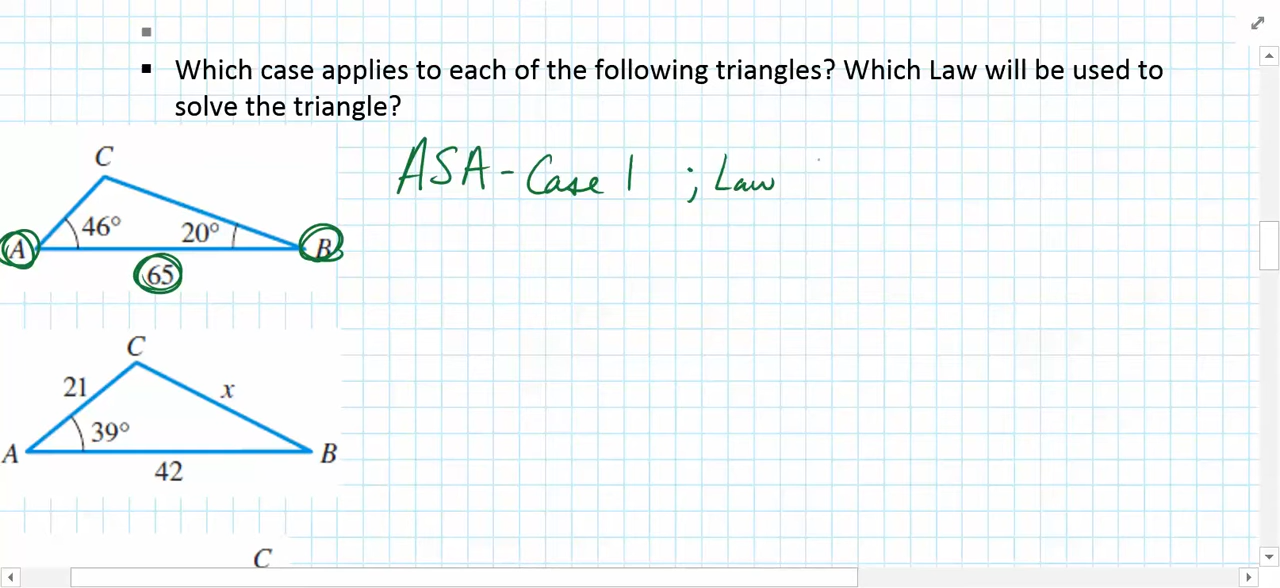 ▪
▪ Which case applies to each of the following triangles? Which Law will be used to
solve the triangle?
ASA - Case 1 ; Law
C
46° 20°
A B
65
C
21 x
39°
A B
42
C